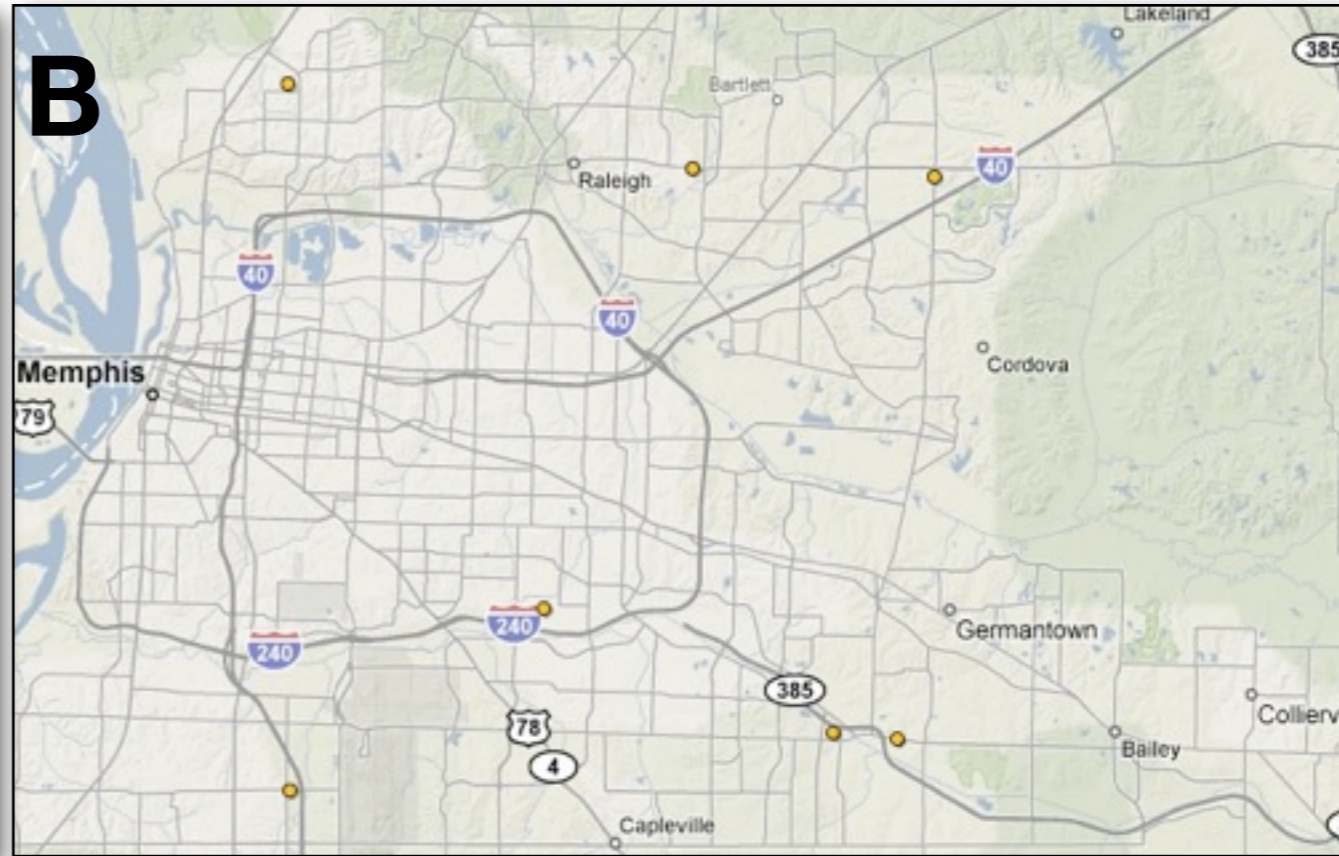 Lakeland
385
B
Bartlett
40
Raleigh
40
40
Cordova
Memphis
79
Germantown
240
240
385
Collierv
78
Bailey
4
Capleville